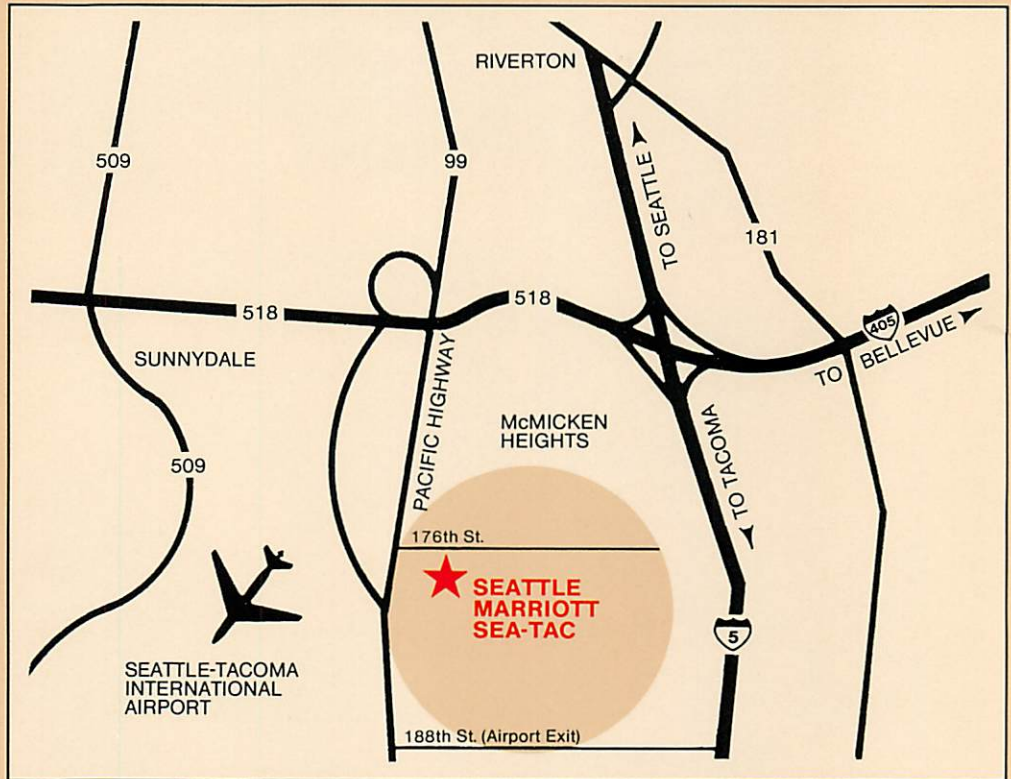 RIVERTON
509
99
TO SEATTLE
181
518
518
405
TO BELLEVUE
SUNNYDALE
PACIFIC HIGHWAY
McMICKEN
HEIGHTS
TO TACOMA
509
176th St.
SEATTLE
MARRIOTT
SEA-TAC
5
SEATTLE-TACOMA
INTERNATIONAL
AIRPORT
188th St. (Airport Exit)